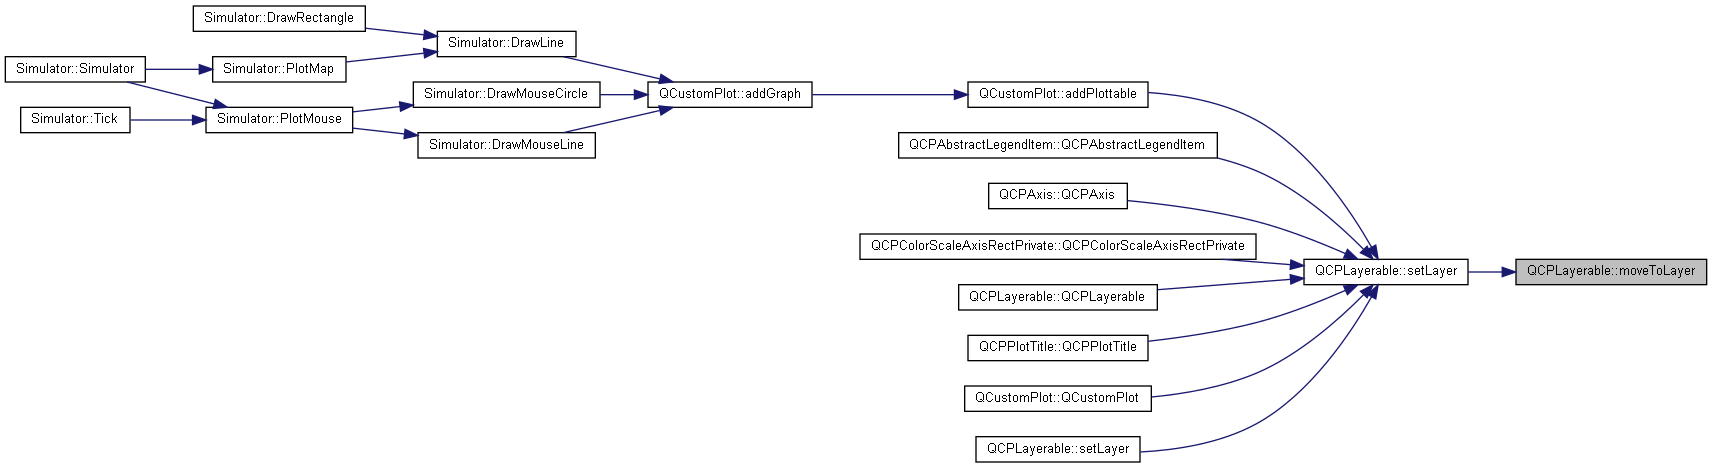 Simulator::DrawRectangle
Simulator::DrawLine
Simulator::Simulator
Simulator::PlotMap
Simulator::DrawMouseCircle
QCustomPlot::addGraph
QCustomPlot::addPlottable
Simulator::Tick
Simulator::PlotMouse
Simulator::DrawMouseLine
QCPAbstractLegendItem::QCPAbstractLegendItem
QCPAxis::QCPAxis
QCPColorScaleAxisRectPrivate::QCPColorScaleAxisRectPrivate
QCPLayerable::setLayer
QCPLayerable::moveToLayer
QCPLayerable::QCPLayerable
QCPPlotTitle::QCPPlotTitle
QCustomPlot::QCustomPlot
QCPLayerable::setLayer